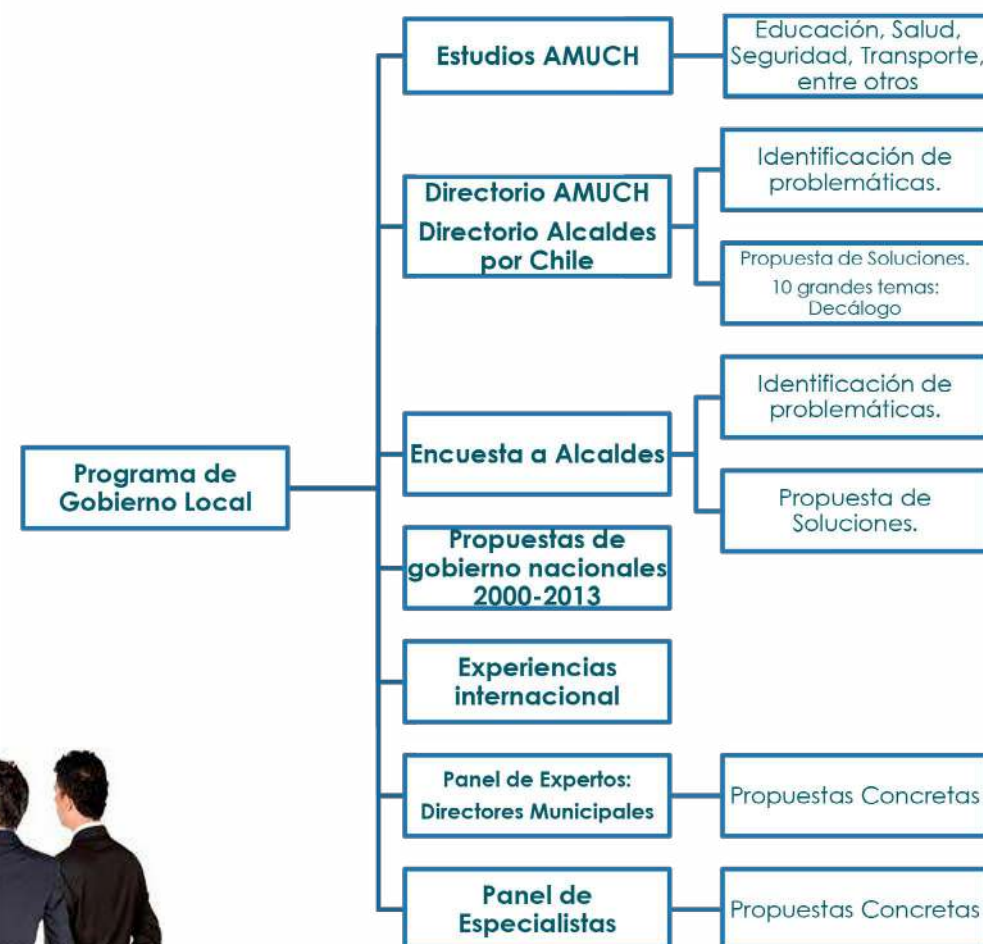 Estudios AMUCH
Educación, Salud,
Seguridad, Transporte,
entre otros
Directorio AMUCH
Directorio Alcaldes
por Chile
Identificación de
problemáticas.
Propuesta de Soluciones.
10 grandes temas:
Decálogo
Programa de
Gobierno Local
Encuesta a Alcaldes
Identificación de
problemáticas.
Propuesta de
Soluciones.
Propuestas de
gobierno nacionales
2000-2013
Experiencias
internacional
Panel de Expertos:
Directores Municipales
Propuestas Concretas
Panel de
Especialistas
Propuestas Concretas